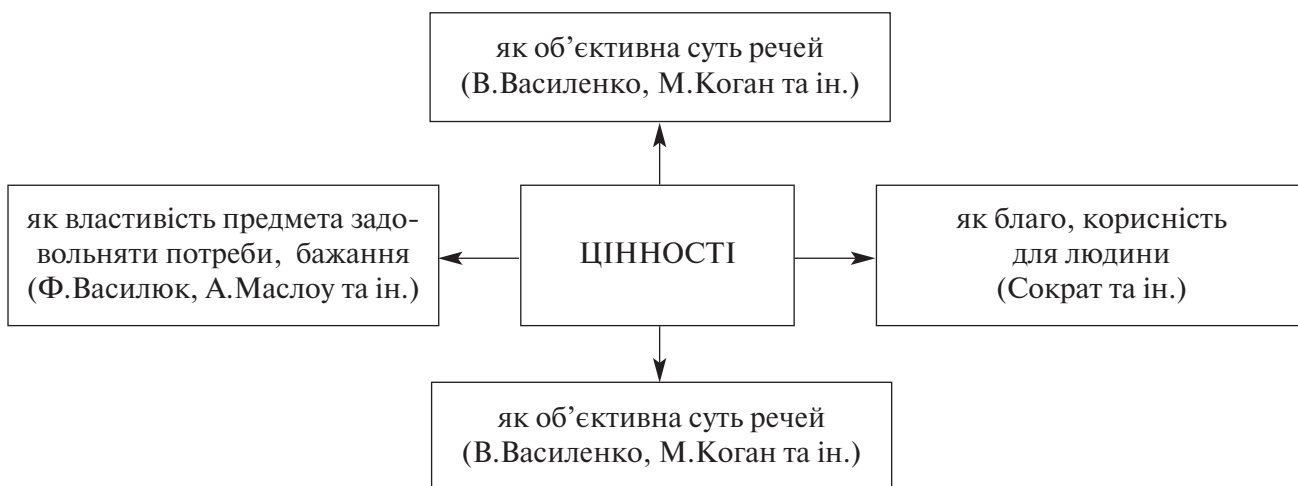 як об’єктивна суть речей
(В.Василенко, М.Коган та ін.)
як властивість предмета задо-
вольняти потреби, бажання
(Ф.Василюк, А.Маслоу та ін.)
ЦІННОСТІ
як благо, корисність
для людини
(Сократ та ін.)
як об’єктивна суть речей
(В.Василенко, М.Коган та ін.)